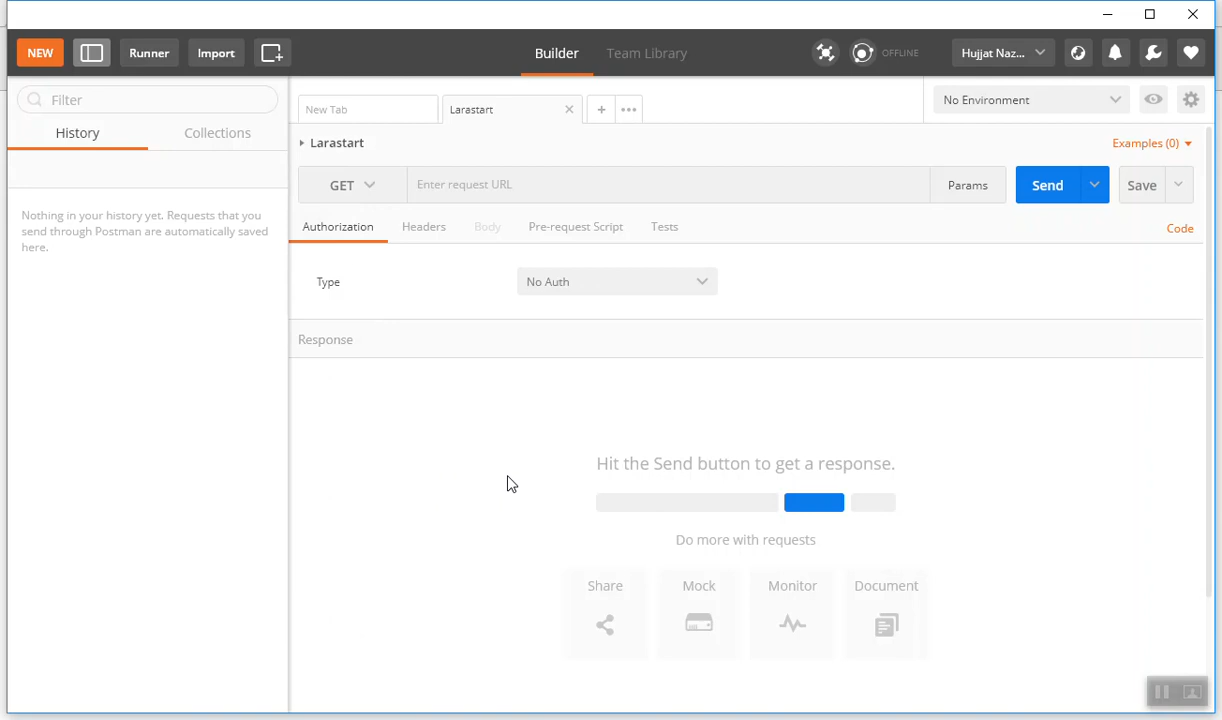 NEW
Runner
Import
Builder
Team Library
OFFLINE
Hujjat Naz...
Filter
History
Collections
Nothing in your history yet. Requests that you
send through Postman are automatically saved
here.
New Tab
Larastart
No Environment
Larastart
Examples (0)
GET
Enter request URL
Params
Send
Save
Authorization
Headers
Body
Pre-request Script
Tests
Code
Type
No Auth
Response
Hit the Send button to get a response.
Do more with requests
Share
Mock
Monitor
Document